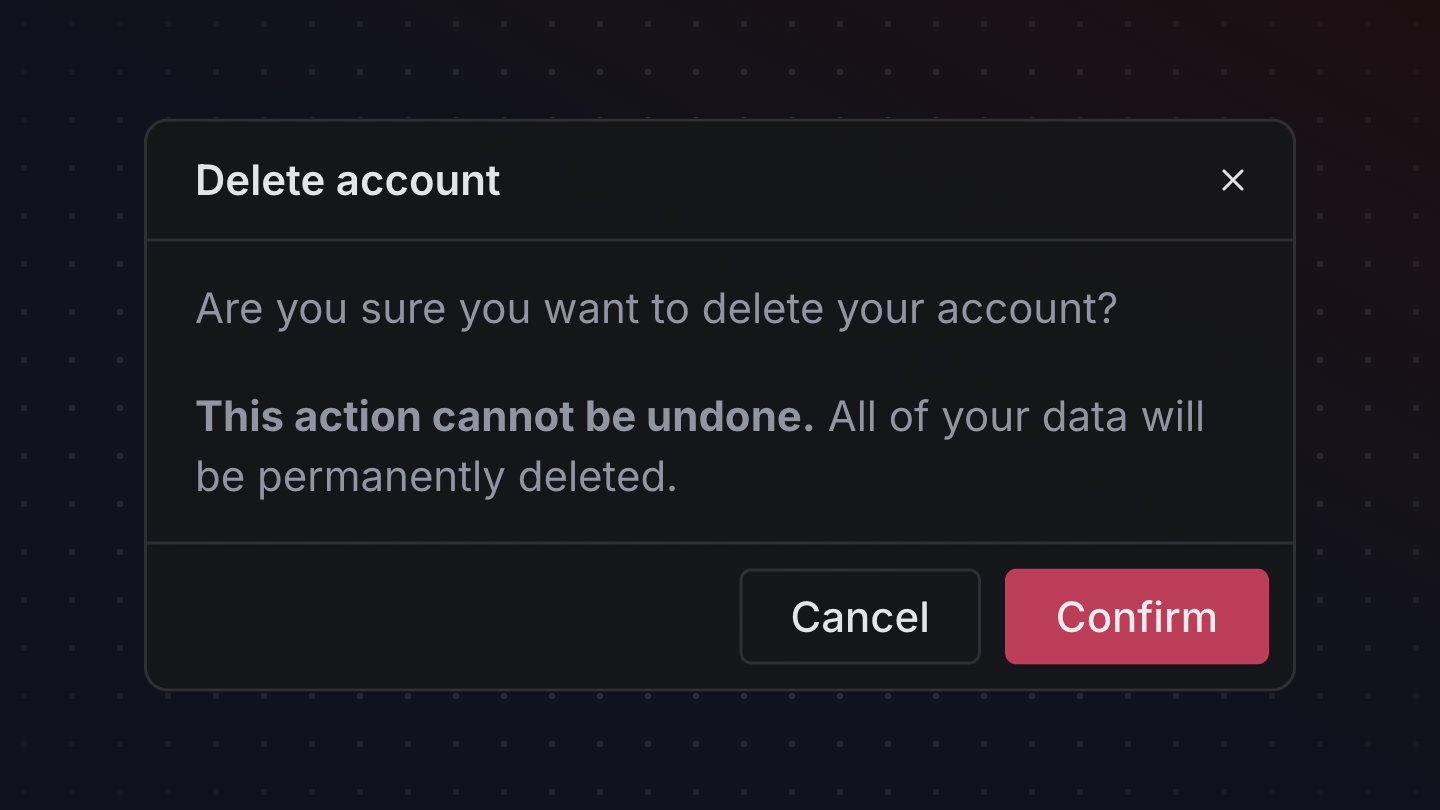 Delete account
Are you sure you want to delete your account?
This action cannot be undone. All of your data will
be permanently deleted.
Cancel
Confirm